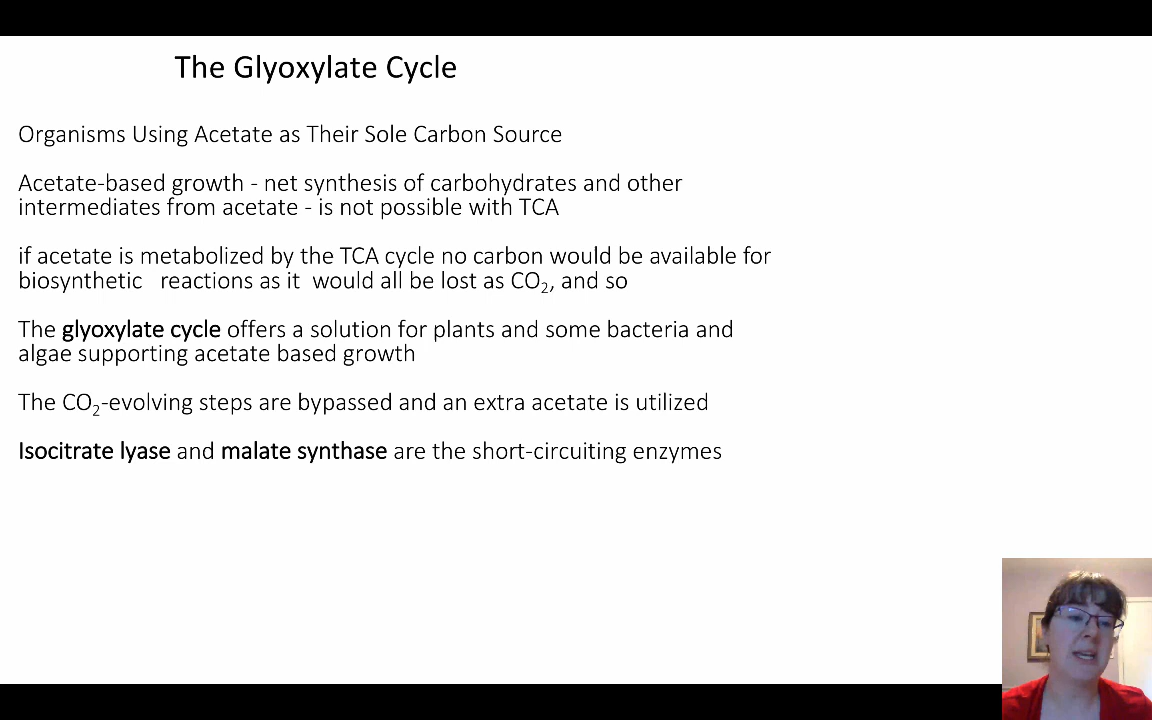 The Glyoxylate Cycle
Organisms Using Acetate as Their Sole Carbon Source
Acetate-based growth - net synthesis of carbohydrates and other
intermediates from acetate - is not possible with TCA
if acetate is metabolized by the TCA cycle no carbon would be available for
biosynthetic   reactions as it  would all be lost as CO₂, and so
The glyoxylate cycle offers a solution for plants and some bacteria and
algae supporting acetate based growth
The CO₂-evolving steps are bypassed and an extra acetate is utilized
Isocitrate lyase and malate synthase are the short-circuiting enzymes